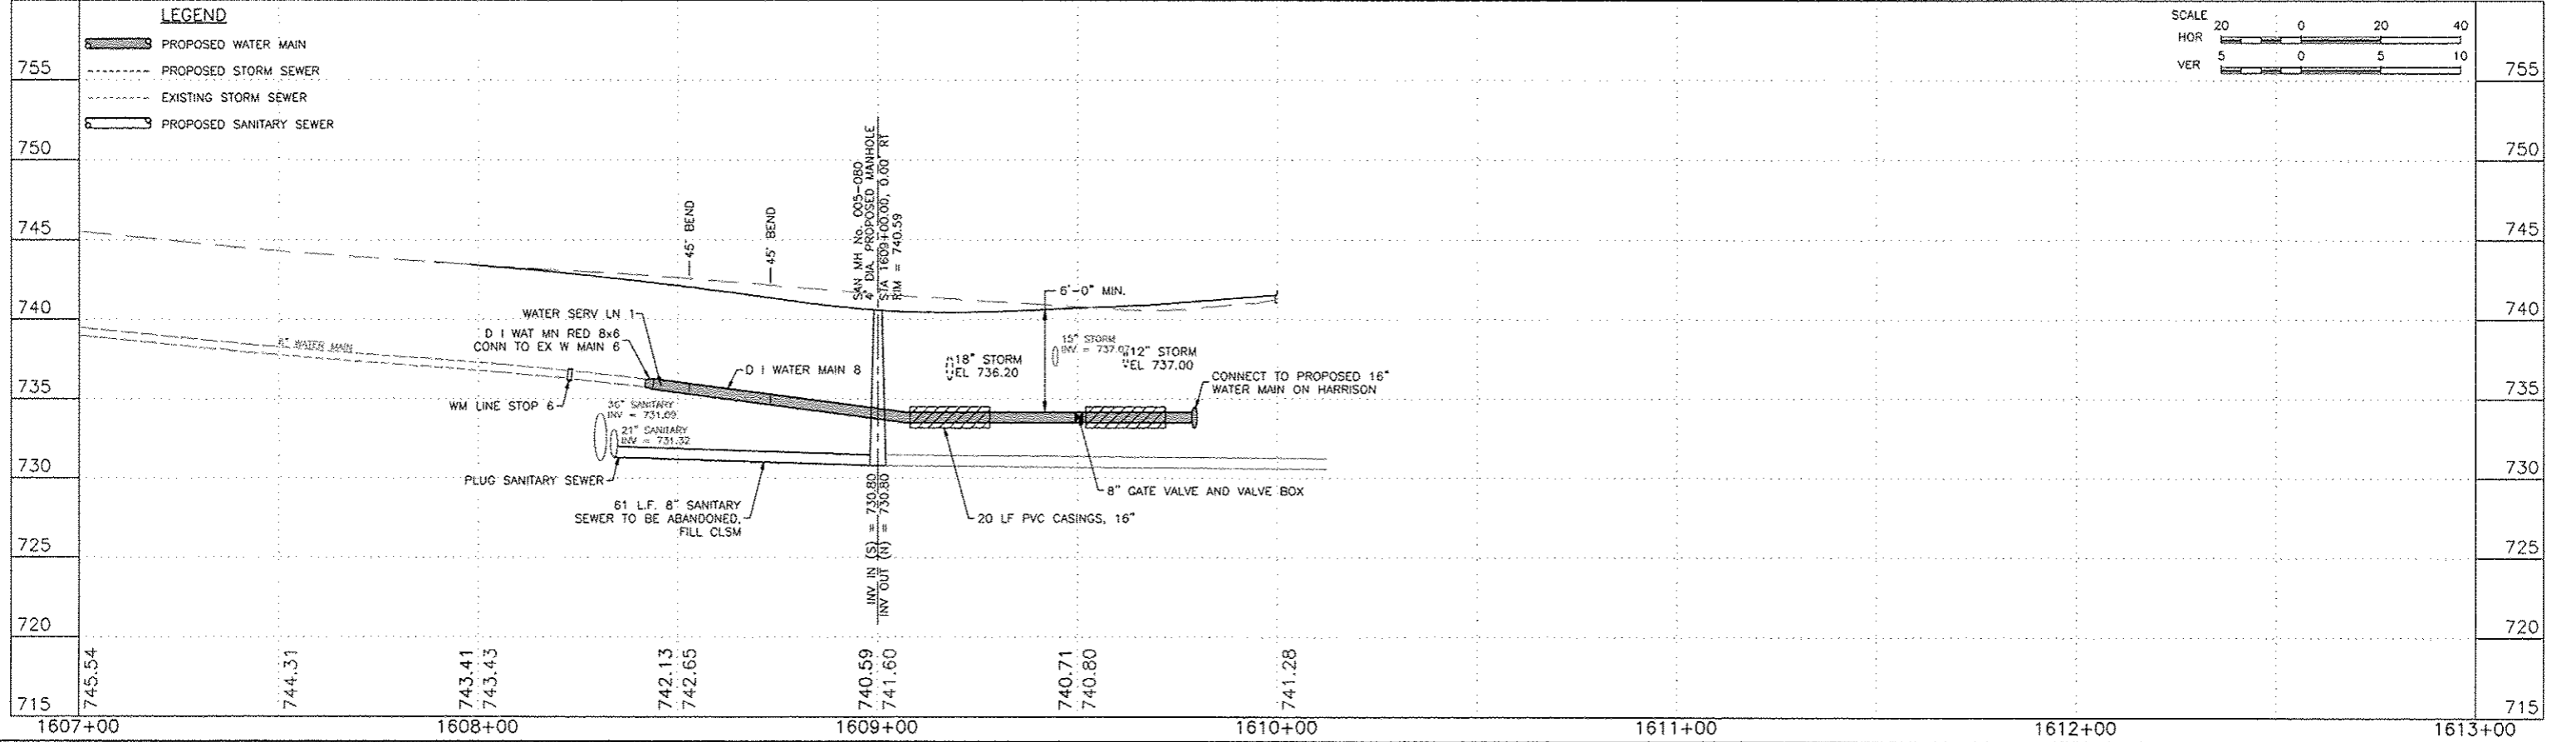 LEGEND
PROPOSED WATER MAIN
PROPOSED STORM SEWER
EXISTING STORM SEWER
PROPOSED SANITARY SEWER
SCALE
20 0 20 40
HOR
5 0 5 10
VER
755 755
750 750
745 745
740 740
735 735
730 730
725 725
720 720
715 715
45° BEND
45° BEND
SAN MH No. 005-080
4' DIA. PROPOSED MANHOLE
STA 1609+00.00, 0.00' RT
RIM = 740.59
6'-0" MIN.
WATER SERV LN 1
D I WAT MN RED 8x6
CONN TO EX W MAIN 6
WATER MAIN
D I WATER MAIN 8
18" STORM
EL 736.20
15" STORM
INV = 737.07
12" STORM
EL 737.00
CONNECT TO PROPOSED 16"
WATER MAIN ON HARRISON
WM LINE STOP 6
36" SANITARY
INV = 731.09
21" SANITARY
INV = 731.32
PLUG SANITARY SEWER
61 L.F. 8" SANITARY
SEWER TO BE ABANDONED,
FILL CLSM
8" GATE VALVE AND VALVE BOX
20 LF PVC CASINGS, 16"
INV IN (S) = 730.80
INV OUT (N) = 730.80
745.54
744.31
743.41
743.43
742.13
742.65
740.59
741.60
740.71
740.80
741.28
1607+00 1608+00 1609+00 1610+00 1611+00 1612+00 1613+00